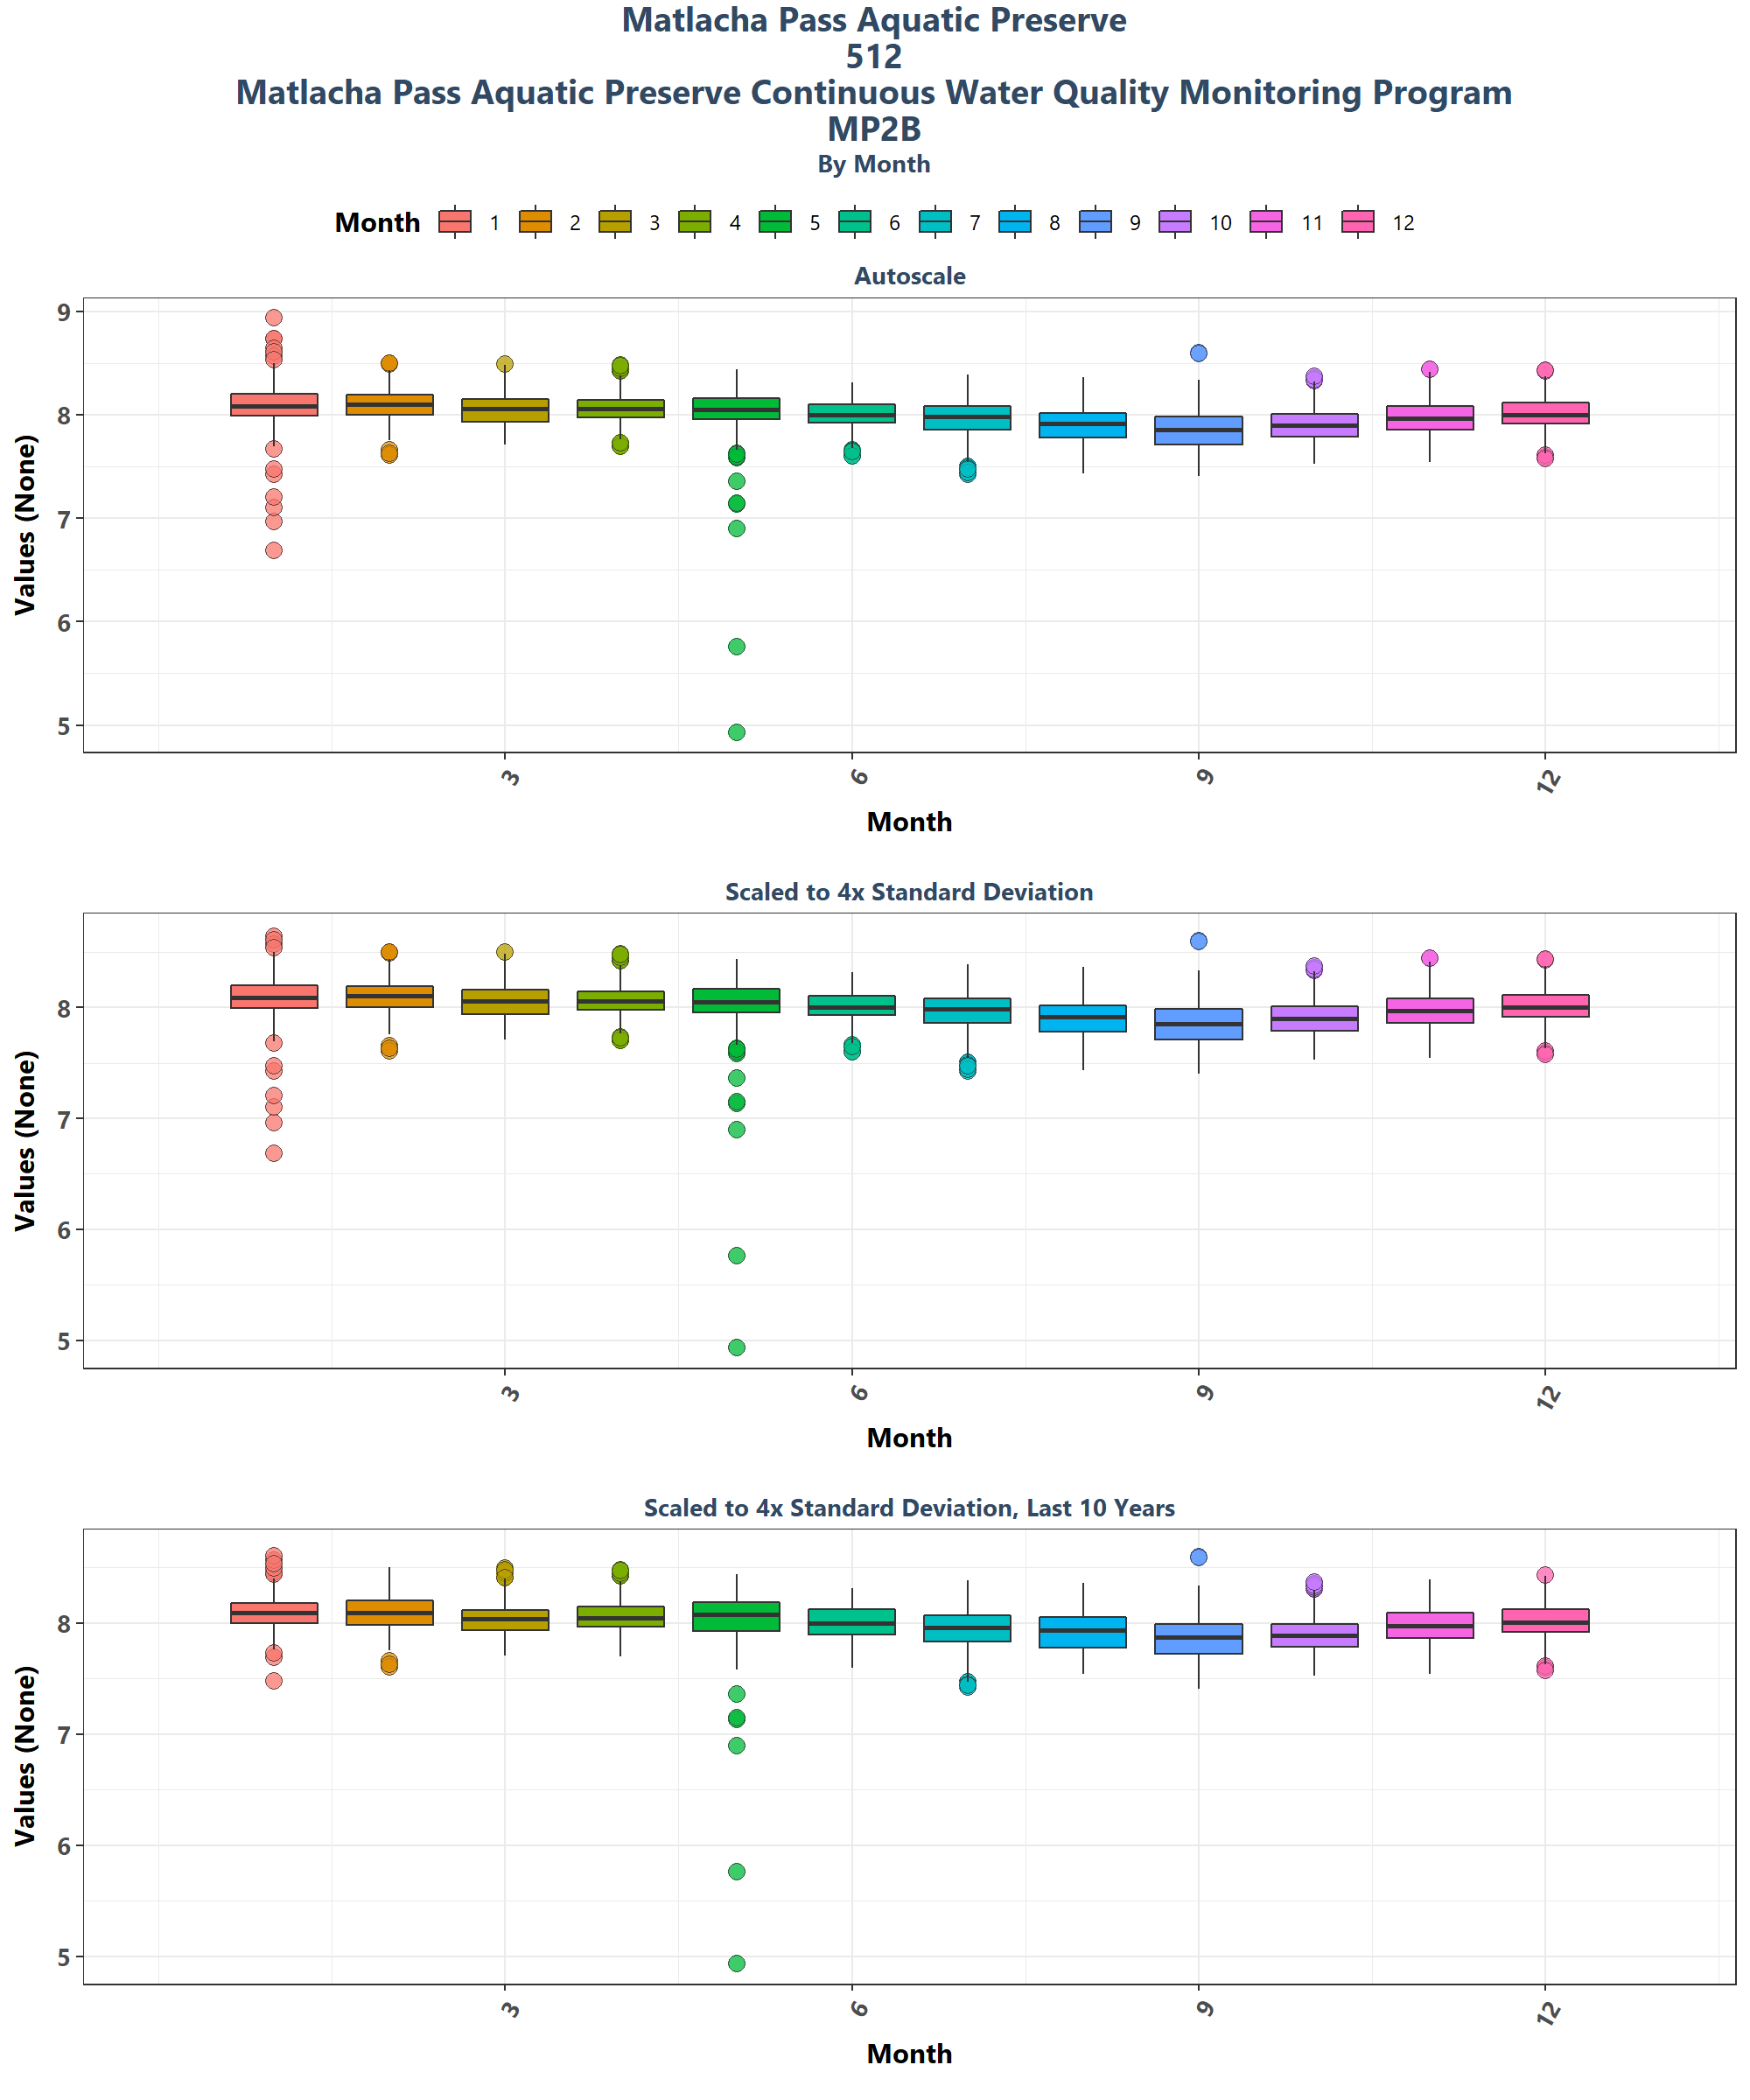 Matlacha Pass Aquatic Preserve
512
Matlacha Pass Aquatic Preserve Continuous Water Quality Monitoring Program
MP2B
By Month
Month 1 2 3 4 5 6 7 8 9 10 11 12
Autoscale
Values (None)
9
8
7
6
5
3 6 9 12
Month
Scaled to 4x Standard Deviation
Values (None)
8
7
6
5
3 6 9 12
Month
Scaled to 4x Standard Deviation, Last 10 Years
Values (None)
8
7
6
5
3 6 9 12
Month